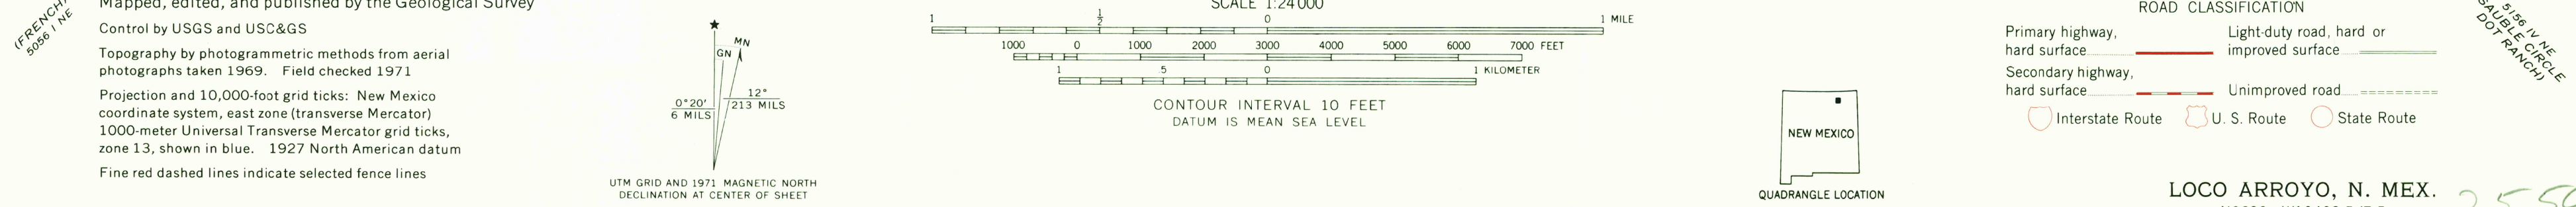 Mapped, edited, and published by the Geological Survey
Control by USGS and USC&GS
Topography by photogrammetric methods from aerial
photographs taken 1969. Field checked 1971
Projection and 10,000-foot grid ticks: New Mexico
coordinate system, east zone (transverse Mercator)
1000-meter Universal Transverse Mercator grid ticks,
zone 13, shown in blue. 1927 North American datum
Fine red dashed lines indicate selected fence lines
(FRENCH)
5056 I NE
★
MN
GN
0°20'
6 MILS
12°
213 MILS
UTM GRID AND 1971 MAGNETIC NORTH
DECLINATION AT CENTER OF SHEET
SCALE 1:24 000
1 ½ 0 1 MILE
1000 0 1000 2000 3000 4000 5000 6000 7000 FEET
1 .5 0 1 KILOMETER
CONTOUR INTERVAL 10 FEET
DATUM IS MEAN SEA LEVEL
NEW MEXICO
QUADRANGLE LOCATION
ROAD CLASSIFICATION
Primary highway,
hard surface
Light-duty road, hard or
improved surface
Secondary highway,
hard surface
Unimproved road
Interstate Route
U. S. Route
State Route
5156 IV NE
CIRCLE
DOT RANCH)
LOCO ARROYO, N. MEX.